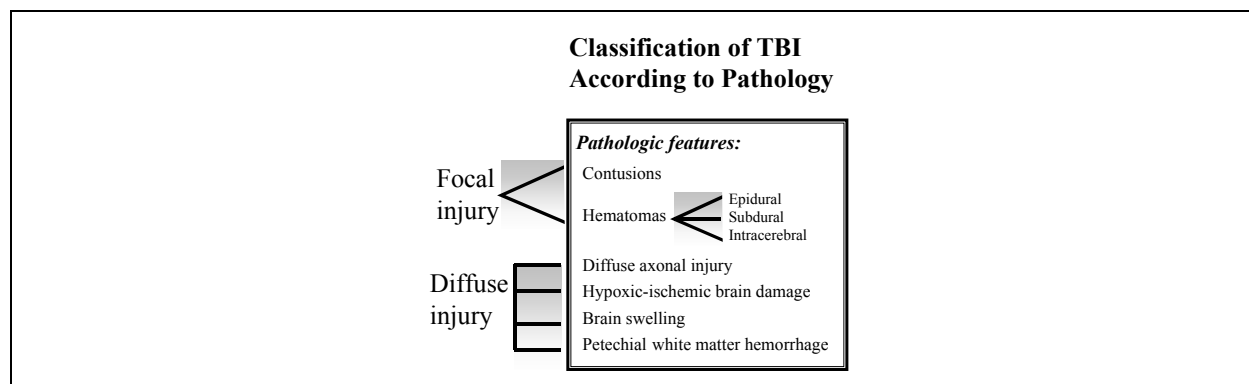 Classification of TBI
According to Pathology
Pathologic features:
Focal
injury
Contusions
Hematomas
Epidural
Subdural
Intracerebral
Diffuse
injury
Diffuse axonal injury
Hypoxic-ischemic brain damage
Brain swelling
Petechial white matter hemorrhage